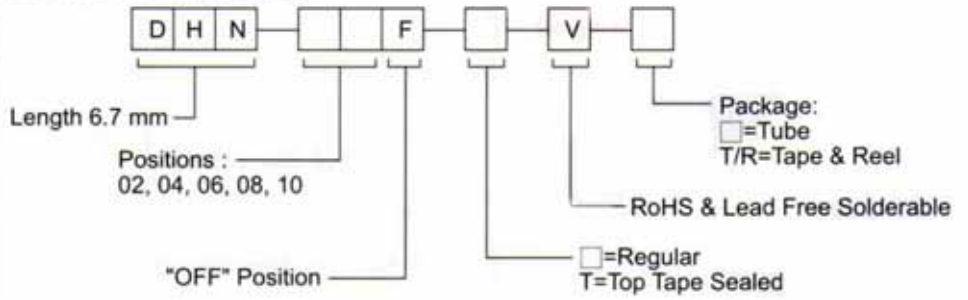 D H N F V
Length 6.7 mm
Package:
□=Tube
T/R=Tape & Reel
Positions :
02, 04, 06, 08, 10
RoHS & Lead Free Solderable
□=Regular
T=Top Tape Sealed
"OFF" Position